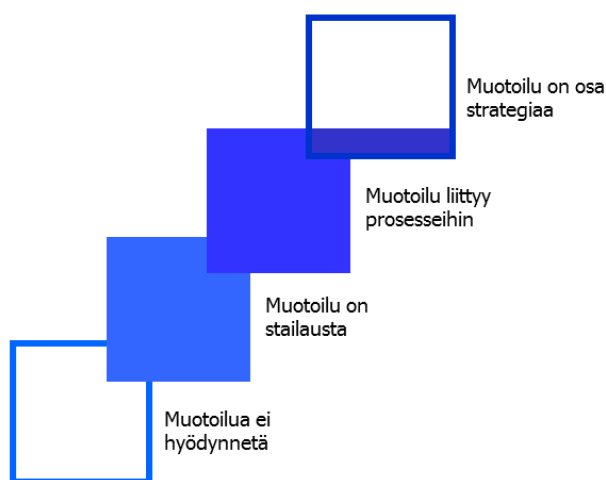 Muotoilu on osa
strategiaa
Muotoilu liittyy
prosesseihin
Muotoilu on
stailausta
Muotoilua ei
hyödynnetä